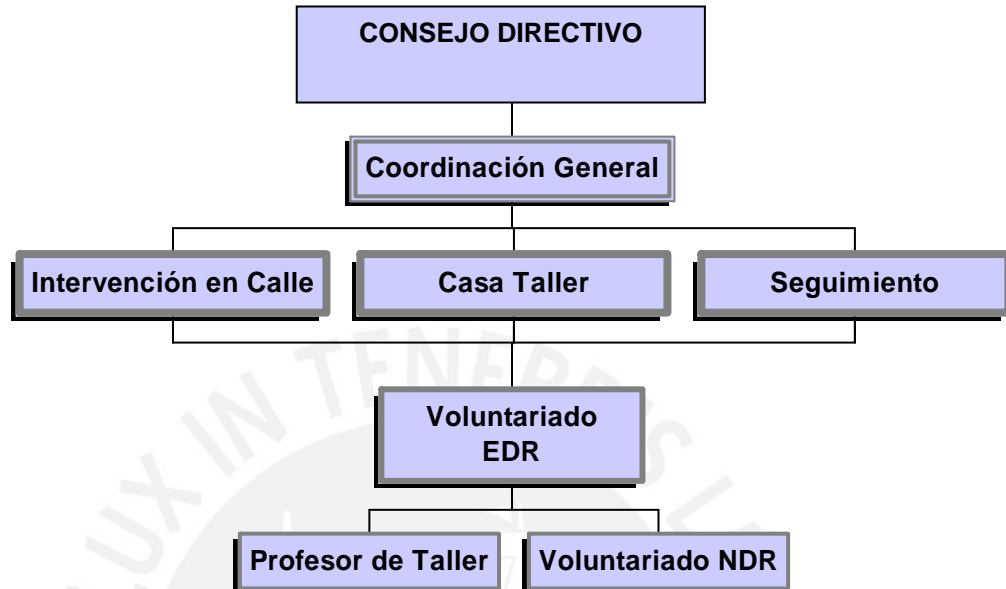 CONSEJO DIRECTIVO
Coordinación General
Intervención en Calle
Casa Taller
Seguimiento
Voluntariado
EDR
Profesor de Taller
Voluntariado NDR